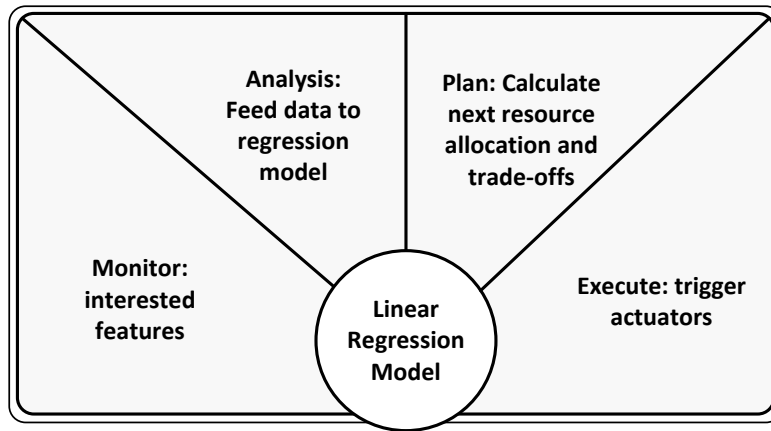 Analysis:
Feed data to
regression
model
Plan: Calculate
next resource
allocation and
trade-offs
Monitor:
interested
features
Linear
Regression
Model
Execute: trigger
actuators